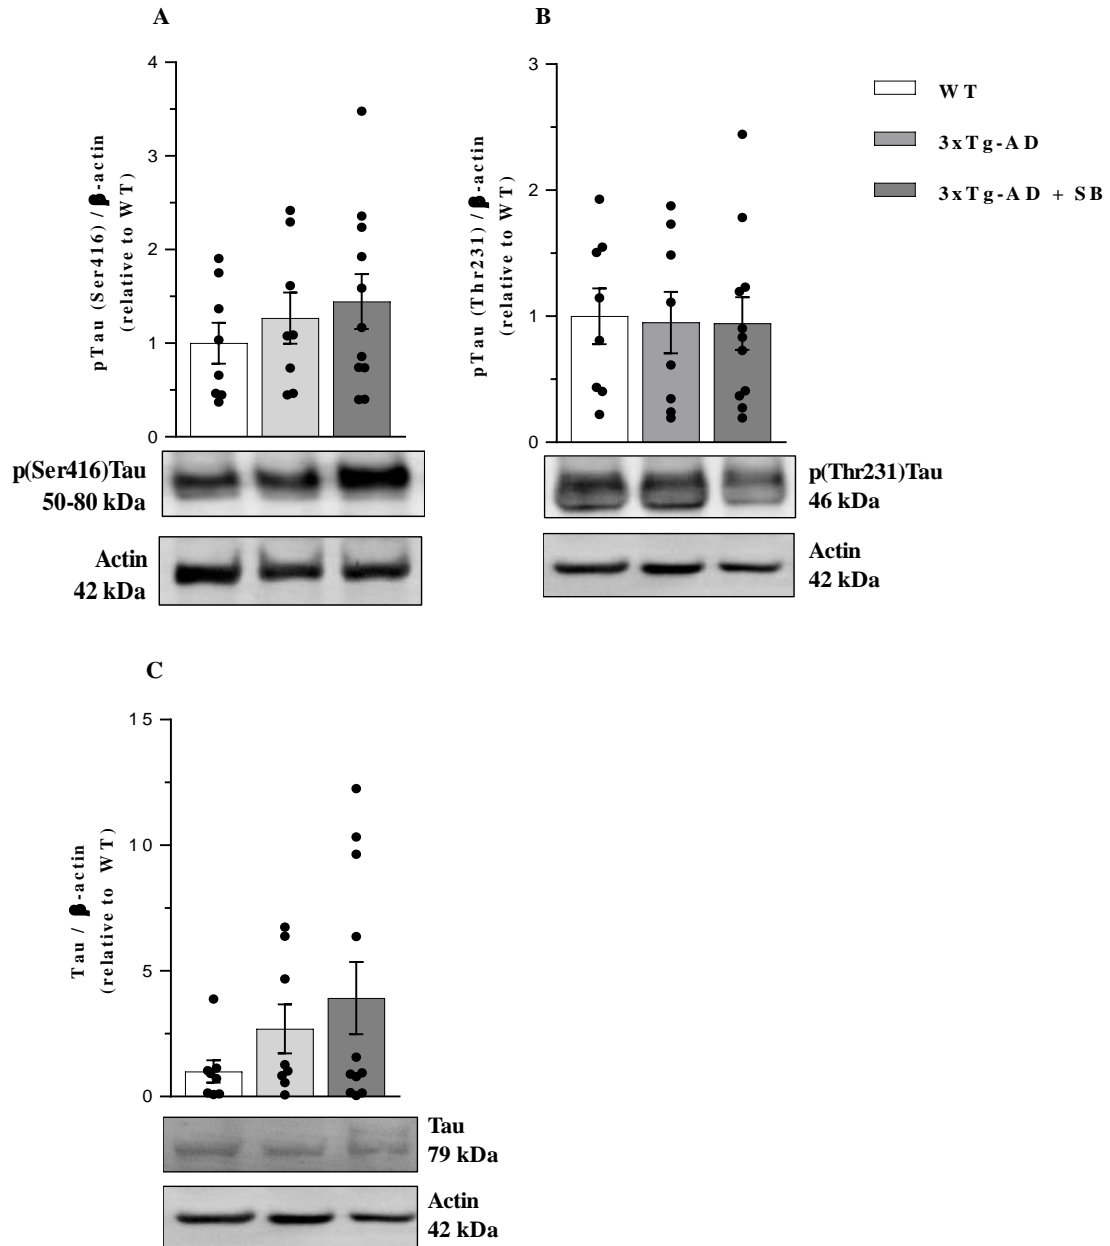 A
B
4
3
2
1
0
pTau (Ser416) / β-actin
(relative to WT)
3
2
1
0
pTau (Thr231) / β-actin
(relative to WT)
WT
3xTg-AD
3xTg-AD + SB
p(Ser416)Tau
50-80 kDa
Actin
42 kDa
p(Thr231)Tau
46 kDa
Actin
42 kDa
C
15
10
5
0
Tau / β-actin
(relative to WT)
Tau
79 kDa
Actin
42 kDa